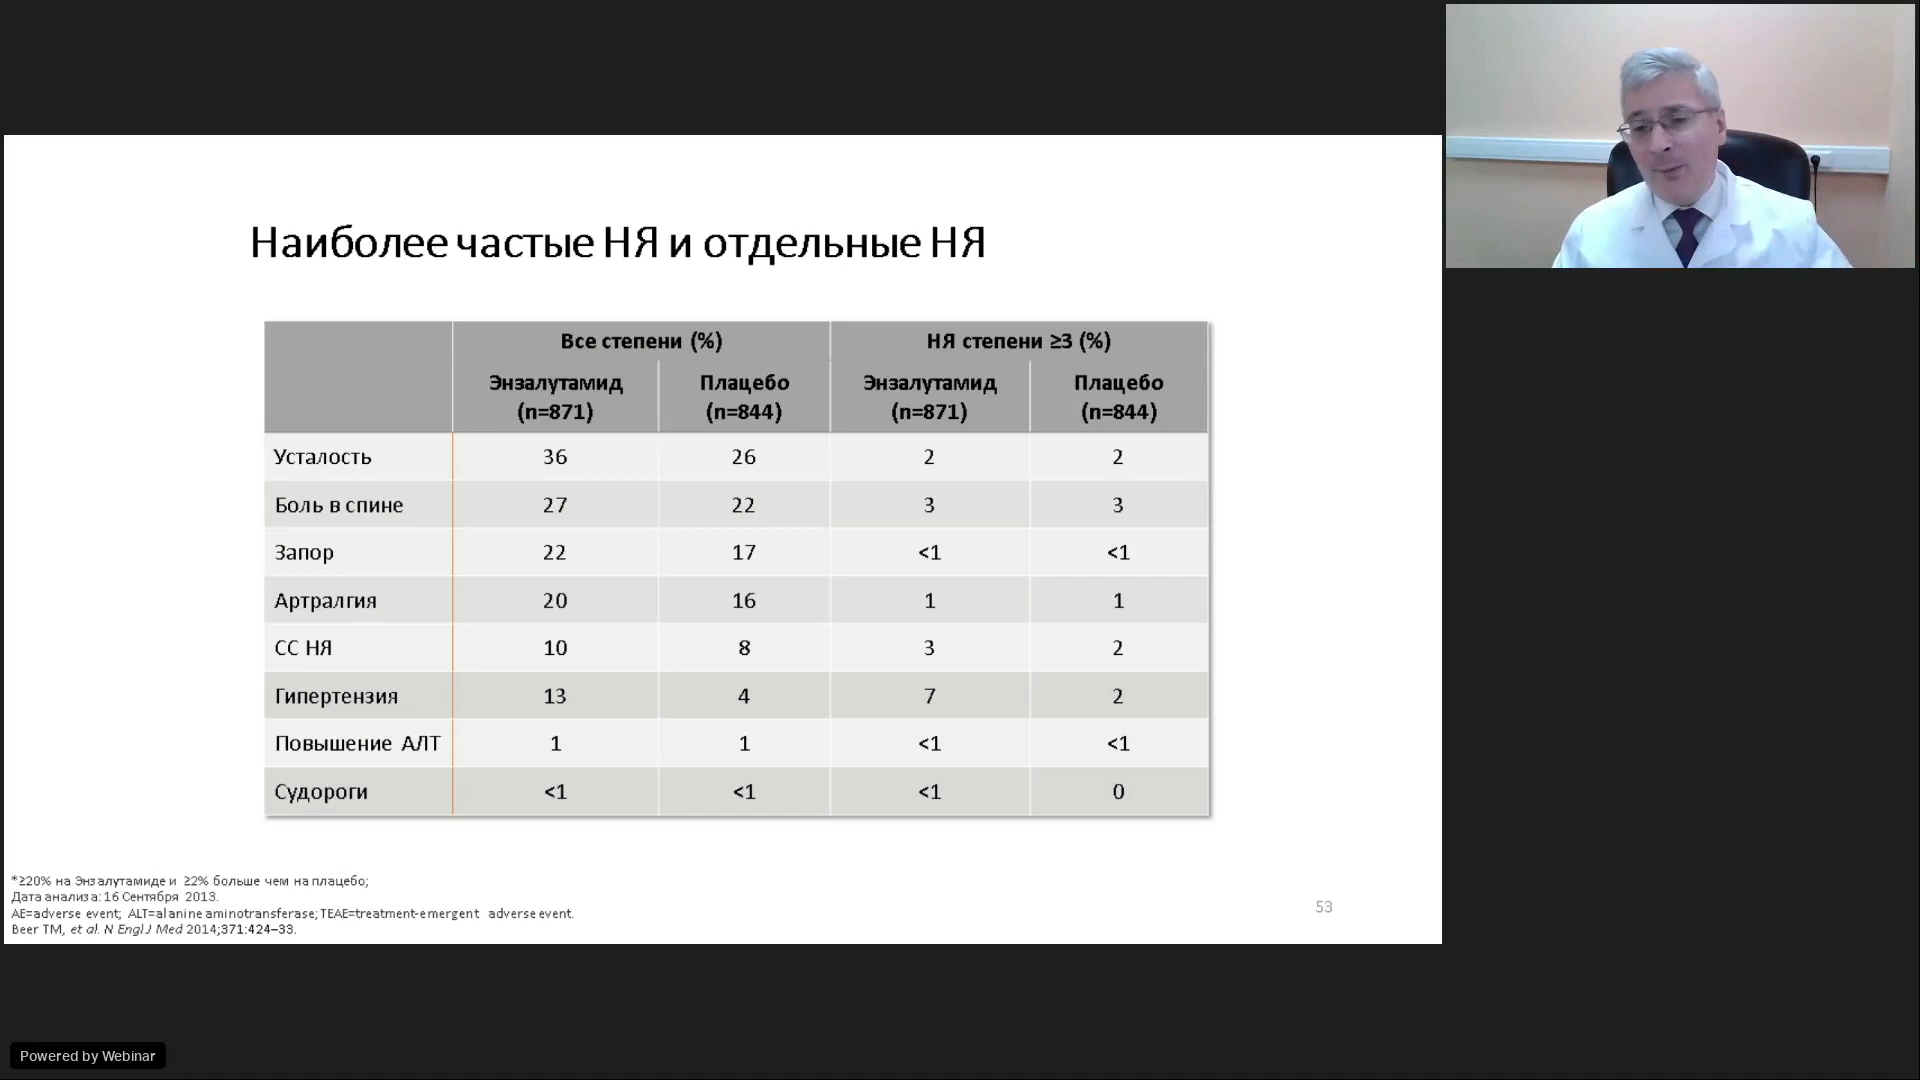 Наиболее частые НЯ и отдельные НЯ
Все степени (%) НЯ степени ≥3 (%)
Энзалутамид (n=871) Плацебо (n=844) Энзалутамид (n=871) Плацебо (n=844)
Усталость 36 26 2 2
Боль в спине 27 22 3 3
Запор 22 17 <1 <1
Артралгия 20 16 1 1
СС НЯ 10 8 3 2
Гипертензия 13 4 7 2
Повышение АЛТ 1 1 <1 <1
Судороги <1 <1 <1 0
*≥20% на Энзалутамиде и ≥2% больше чем на плацебо;
Дата анализа: 16 Сентября 2013.
AE=adverse event; ALT=alanine aminotransferase; TEAE=treatment-emergent adverse event.
Beer TM, et al. N Engl J Med 2014;371:424–33.
53
Powered by Webinar